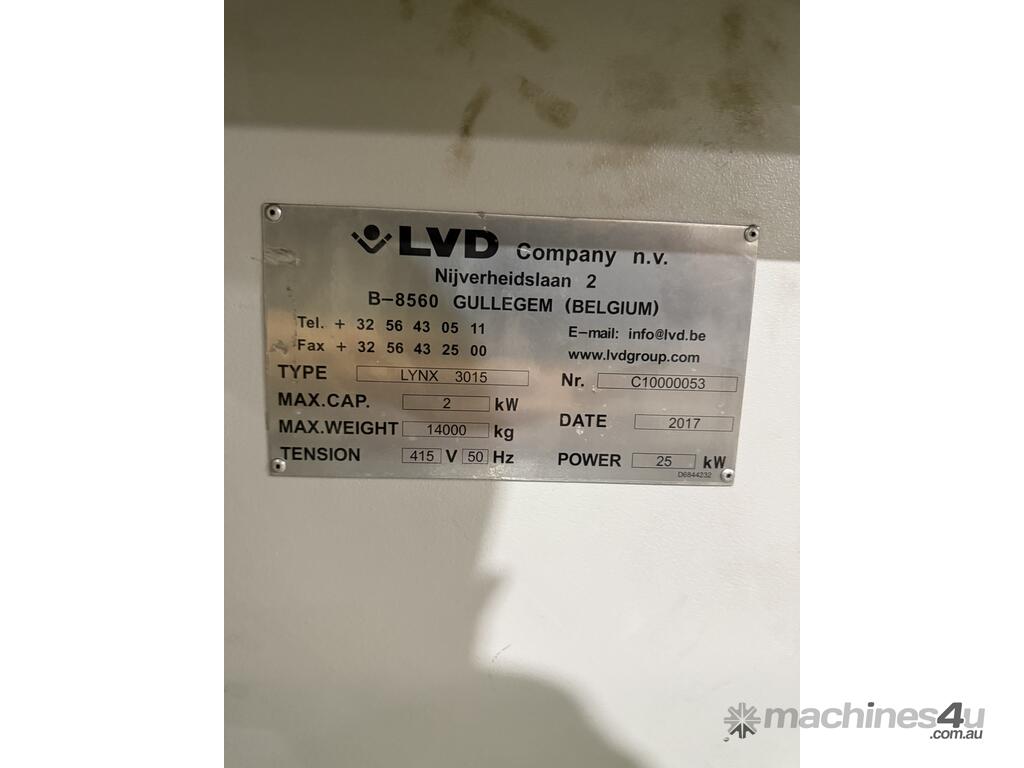 LVD Company n.v.
Nijverheidslaan 2
B-8560 GULLEGEM (BELGIUM)
Tel. + 32 56 43 05 11
Fax + 32 56 43 25 00
E-mail: info@lvd.be
www.lvdgroup.com
TYPE LYNX 3015
Nr. C10000053
MAX.CAP. 2 kW
MAX.WEIGHT 14000 kg
DATE 2017
TENSION 415 V 50 Hz
POWER 25 kW
D6844232
machines4u
.com.au